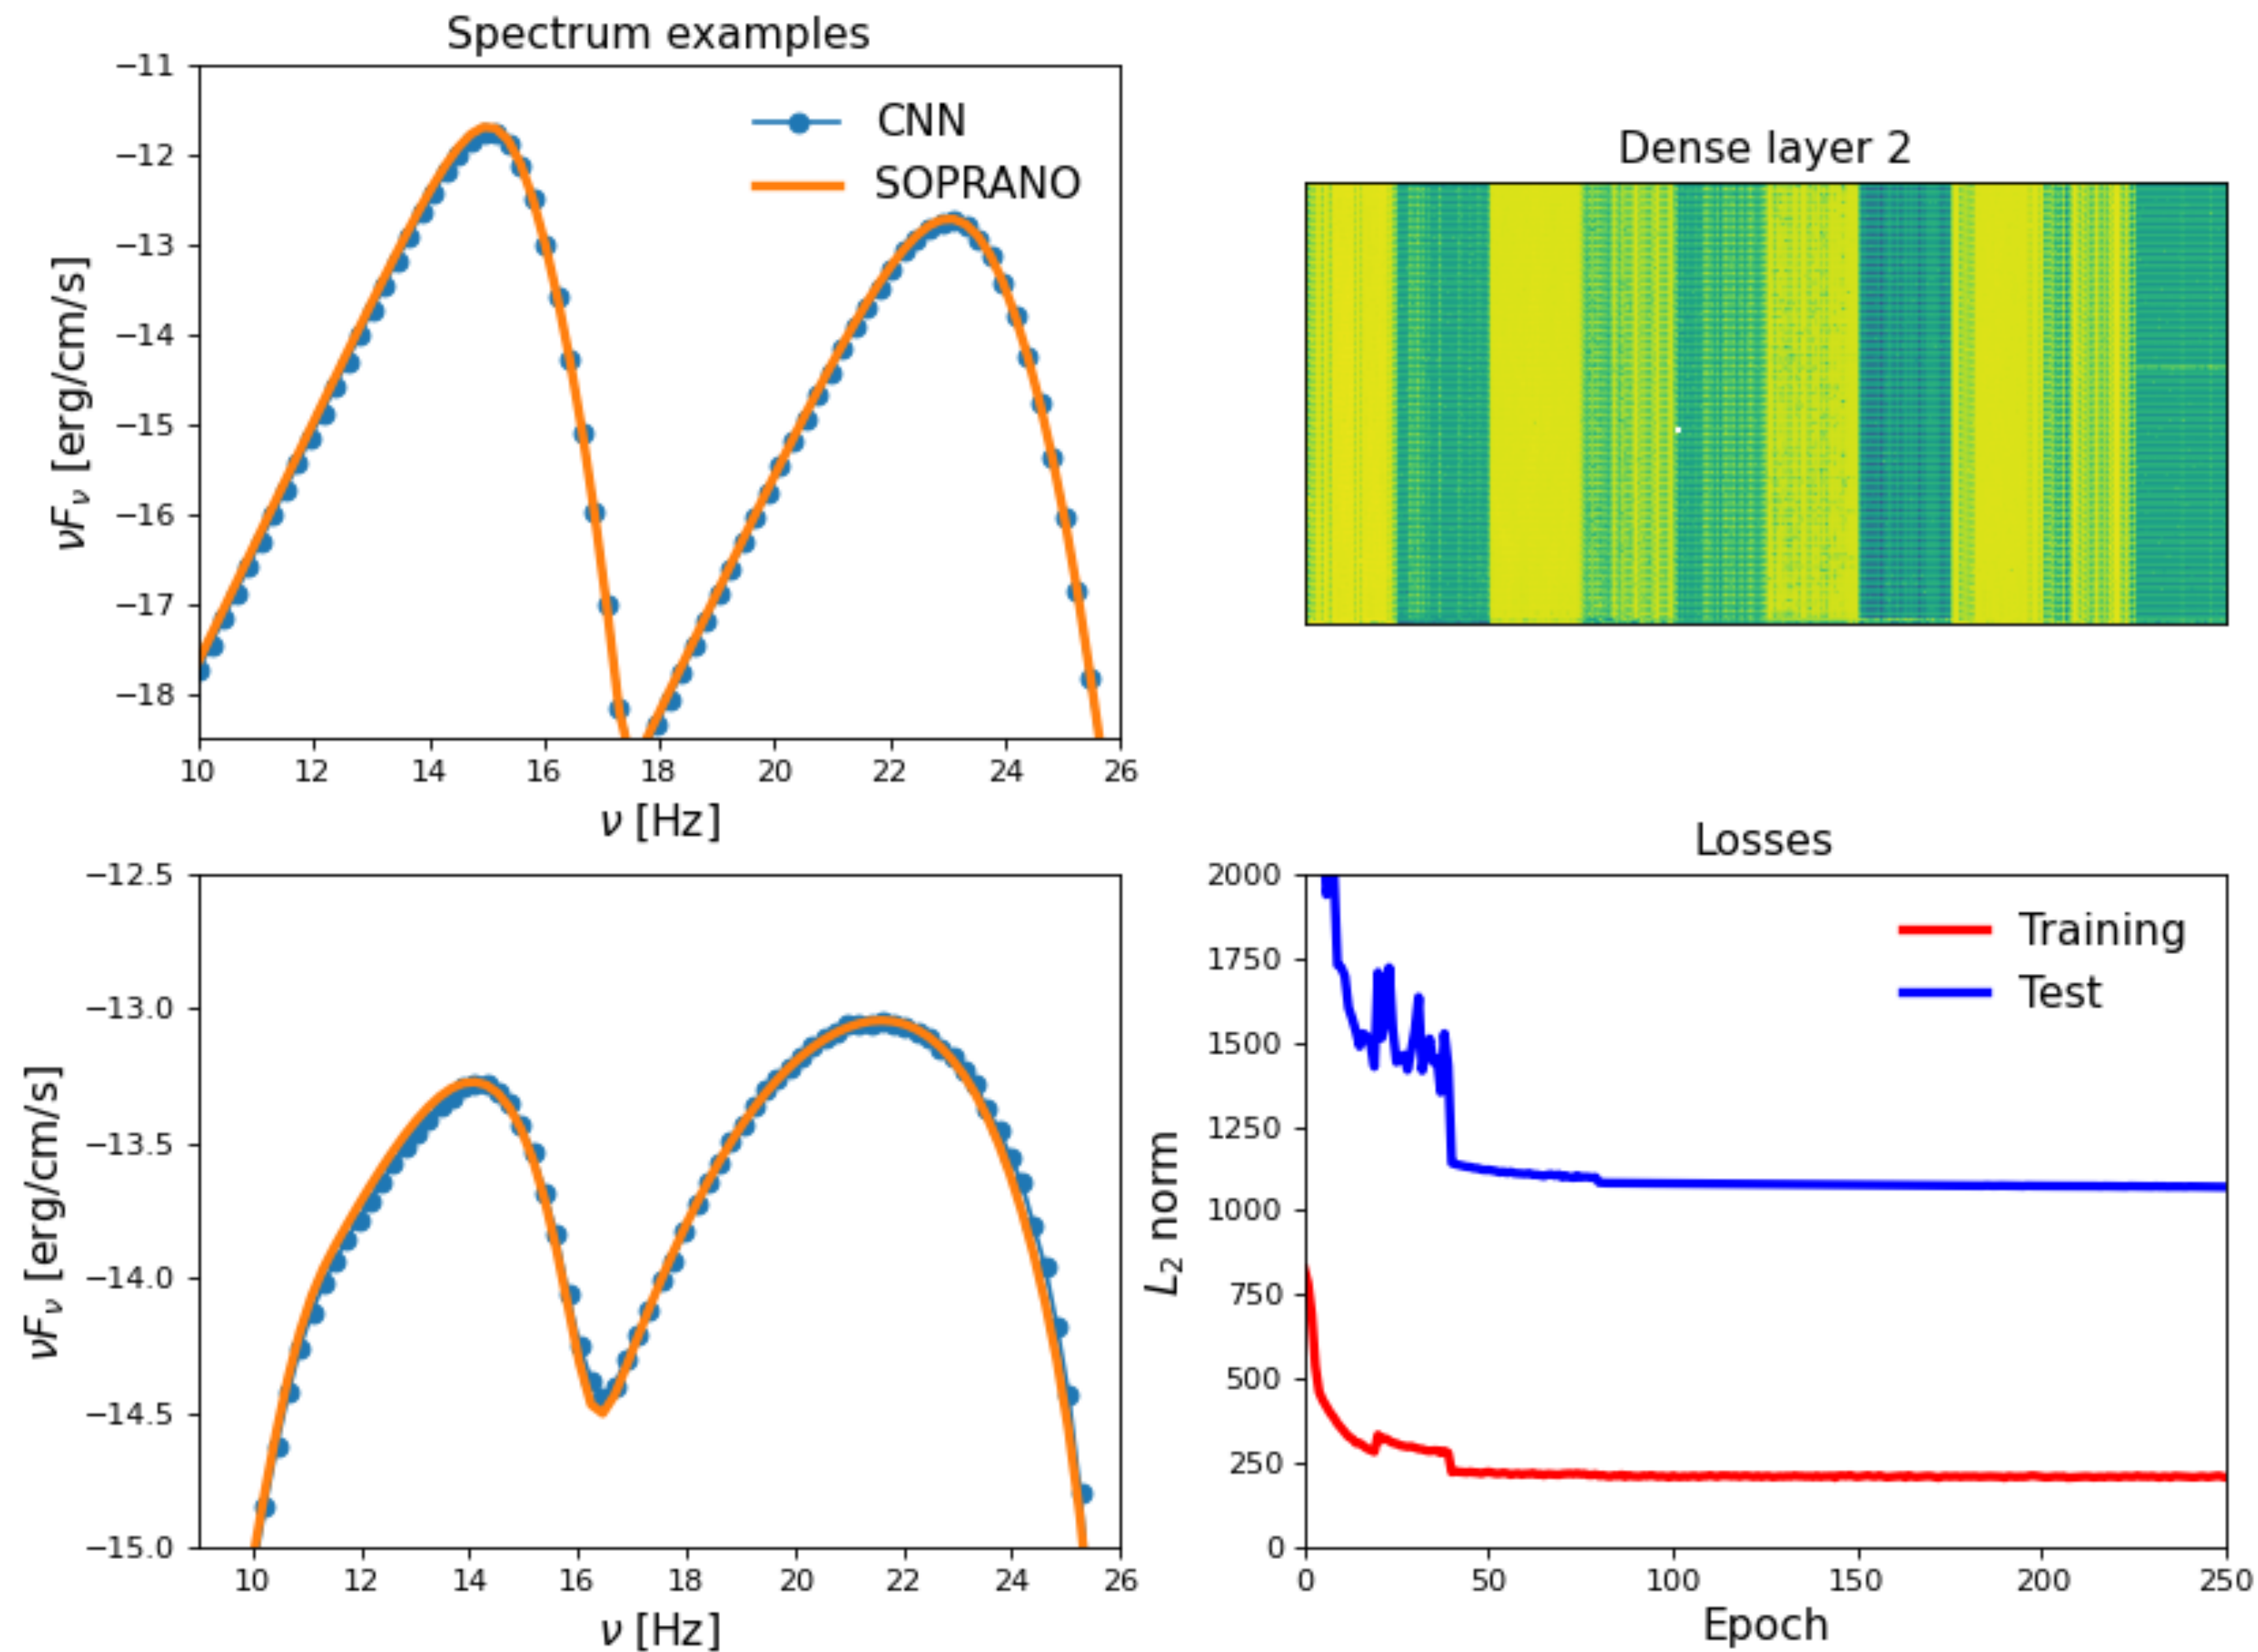 Spectrum examples
−11
−12
−13
−14
−15
−16
−17
−18
νFν [erg/cm/s]
CNN
SOPRANO
10 12 14 16 18 20 22 24 26
ν [Hz]
Dense layer 2
−12.5
−13.0
−13.5
−14.0
−14.5
−15.0
νFν [erg/cm/s]
10 12 14 16 18 20 22 24 26
ν [Hz]
Losses
2000
1750
1500
1250
1000
750
500
250
0
L2 norm
Training
Test
0 50 100 150 200 250
Epoch